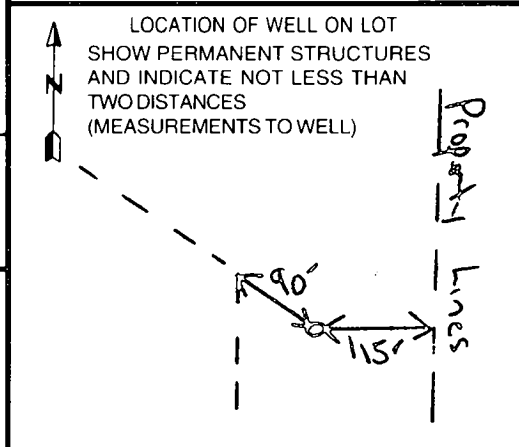 LOCATION OF WELL ON LOT
SHOW PERMANENT STRUCTURES
AND INDICATE NOT LESS THAN
TWO DISTANCES
(MEASUREMENTS TO WELL)
N
Property Lines
90'
115'